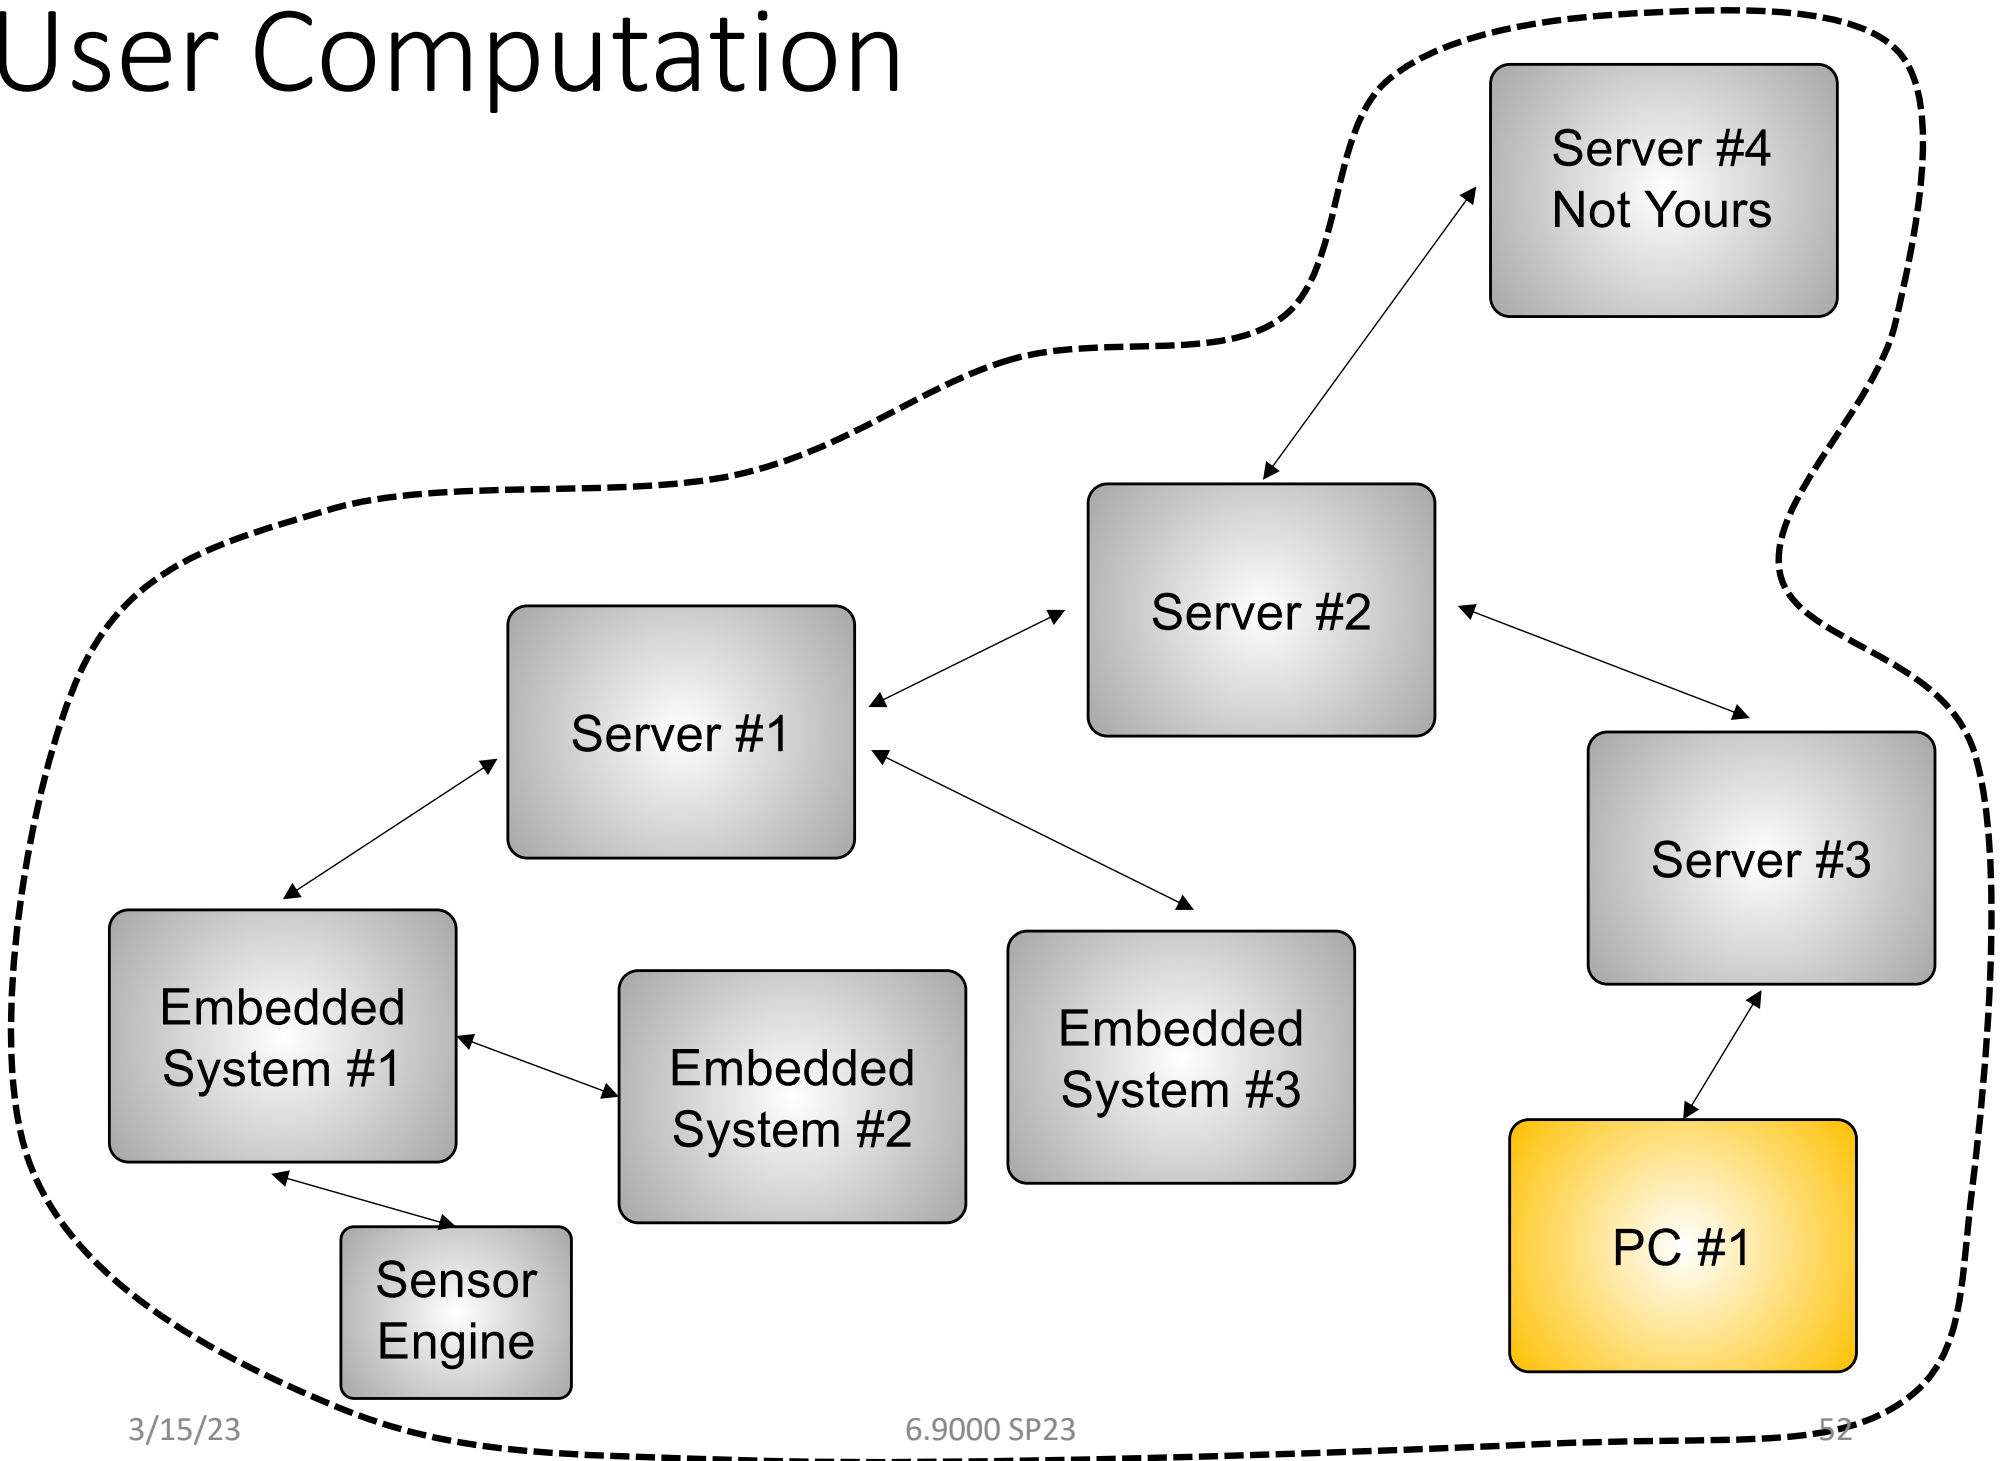 User Computation
Server #4
Not Yours
Server #2
Server #1
Server #3
Embedded
System #1
Embedded
System #2
Embedded
System #3
PC #1
Sensor
Engine
3/15/23
6.9000 SP23
52